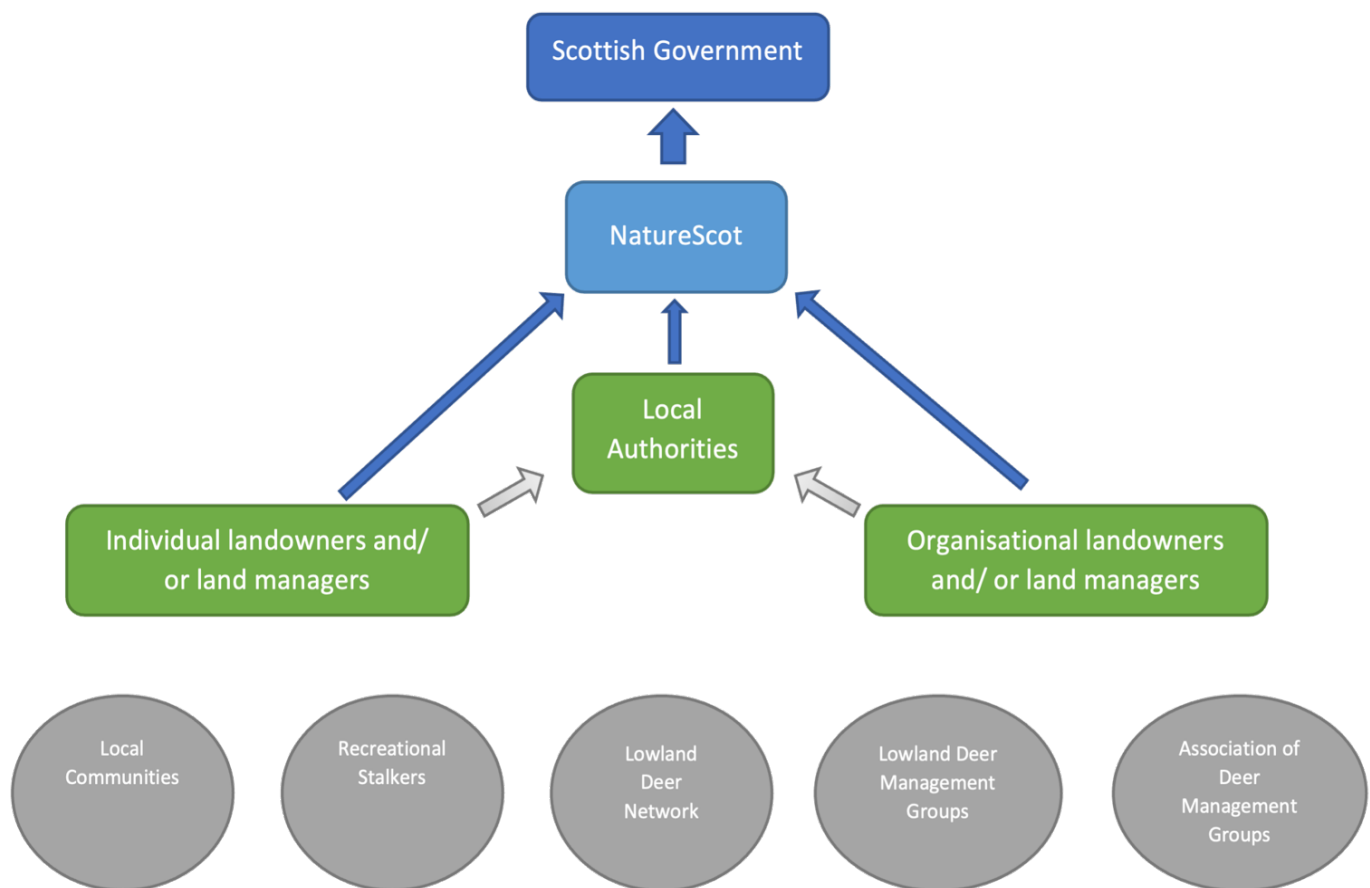 Scottish Government
NatureScot
Local
Authorities
Individual landowners and/
or land managers
Organisational landowners
and/ or land managers
Local
Communities
Recreational
Stalkers
Lowland
Deer
Network
Lowland Deer
Management
Groups
Association of
Deer
Management
Groups